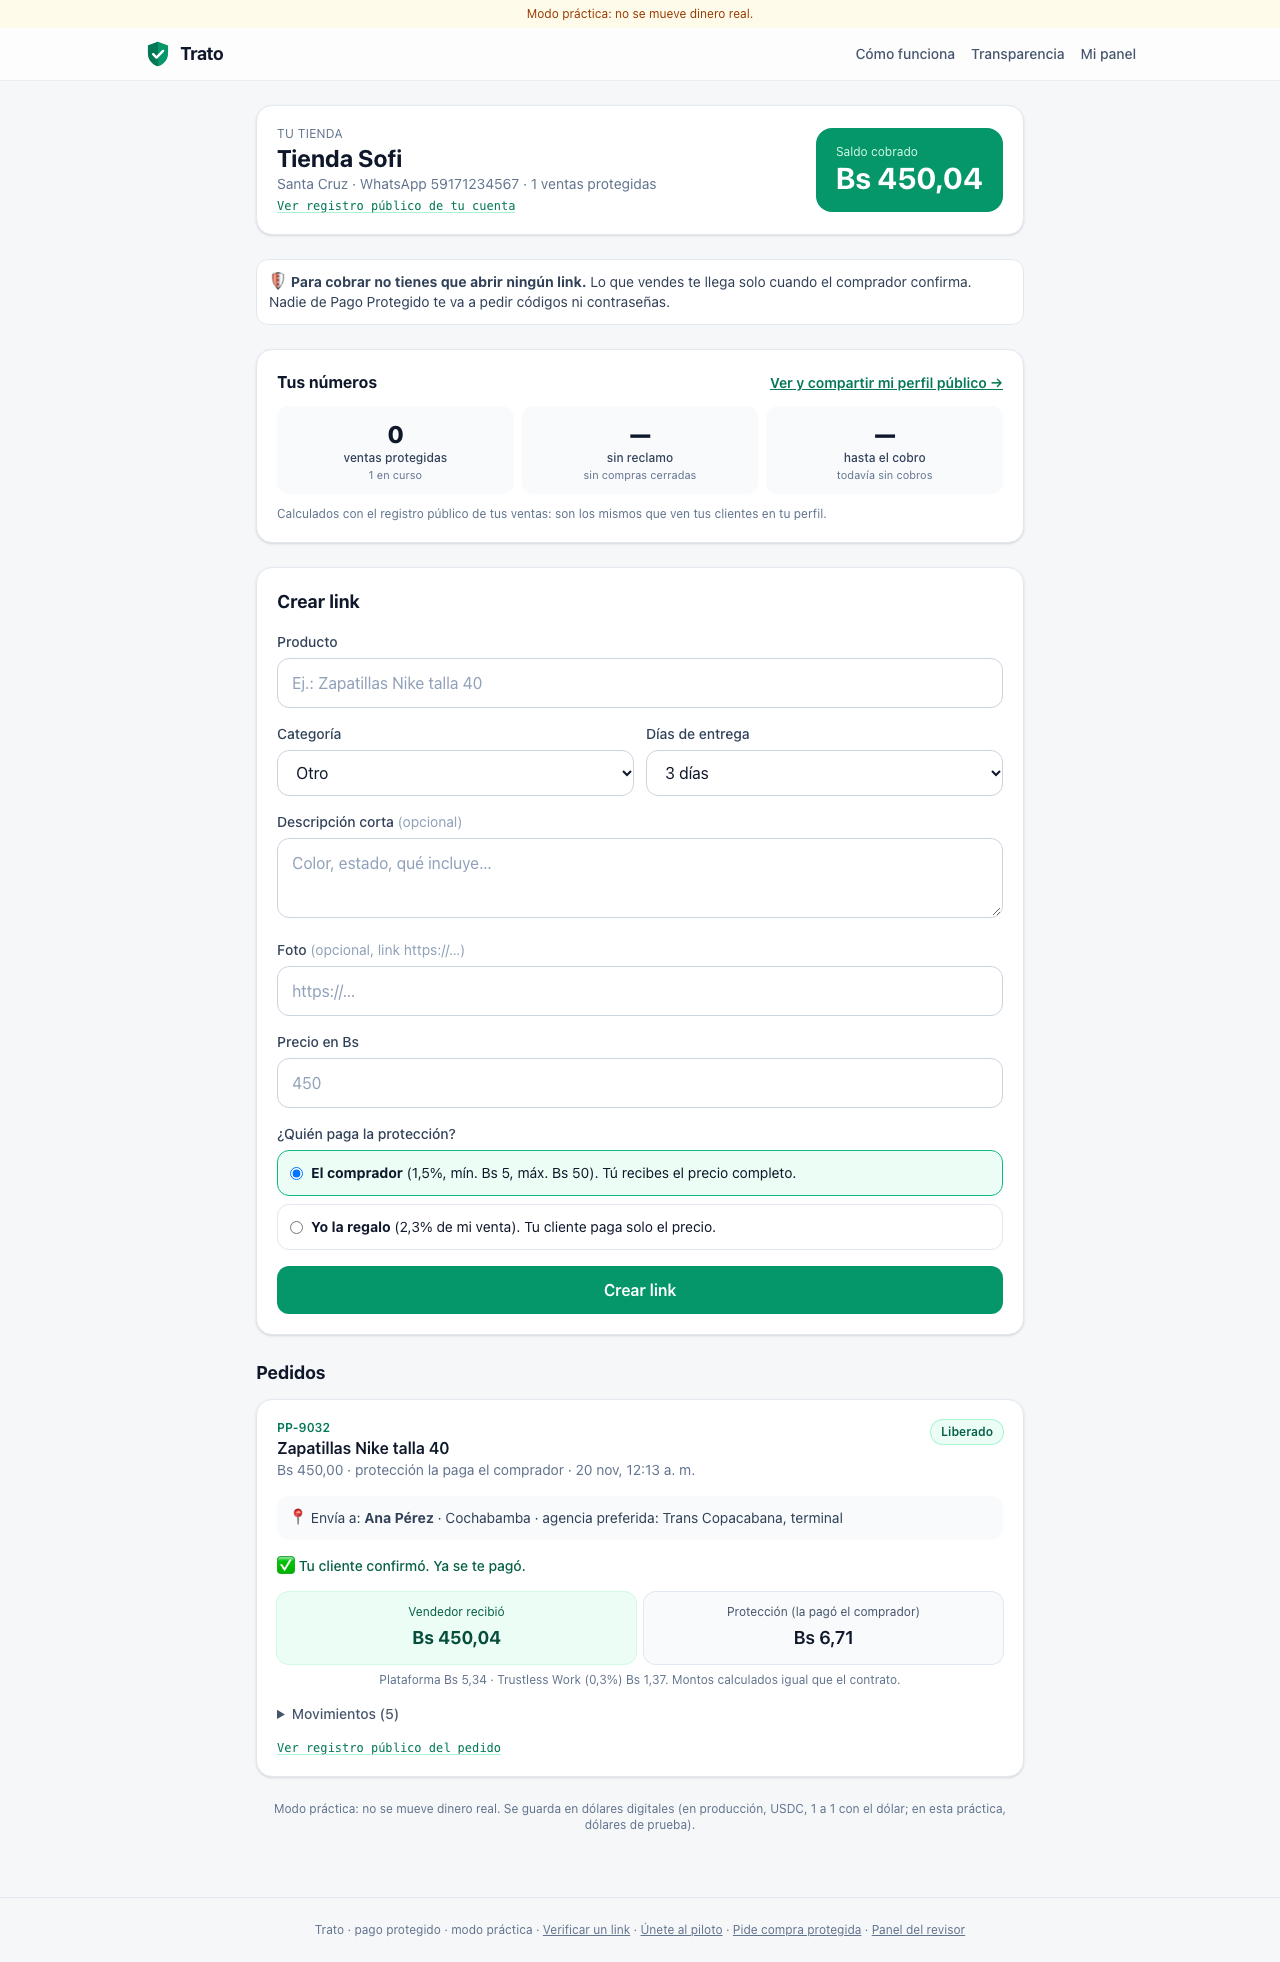 Modo práctica: no se mueve dinero real.
Trato
Cómo funciona
Transparencia
Mi panel
TU TIENDA
Tienda Sofi
Santa Cruz · WhatsApp 59171234567 · 1 ventas protegidas
Ver registro público de tu cuenta
Saldo cobrado
Bs 450,04
Para cobrar no tienes que abrir ningún link. Lo que vendes te llega solo cuando el comprador confirma.
Nadie de Pago Protegido te va a pedir códigos ni contraseñas.
Tus números
Ver y compartir mi perfil público →
0
ventas protegidas
1 en curso
—
sin reclamo
sin compras cerradas
—
hasta el cobro
todavía sin cobros
Calculados con el registro público de tus ventas: son los mismos que ven tus clientes en tu perfil.
Crear link
Producto
Ej.: Zapatillas Nike talla 40
Categoría
Días de entrega
Otro
3 días
Descripción corta (opcional)
Color, estado, qué incluye...
Foto (opcional, link https://...)
https://...
Precio en Bs
450
¿Quién paga la protección?
El comprador (1,5%, mín. Bs 5, máx. Bs 50). Tú recibes el precio completo.
Yo la regalo (2,3% de mi venta). Tu cliente paga solo el precio.
Crear link
Pedidos
PP-9032
Zapatillas Nike talla 40
Bs 450,00 · protección la paga el comprador · 20 nov, 12:13 a. m.
Liberado
Envía a: Ana Pérez · Cochabamba · agencia preferida: Trans Copacabana, terminal
Tu cliente confirmó. Ya se te pagó.
Vendedor recibió
Bs 450,04
Protección (la pagó el comprador)
Bs 6,71
Plataforma Bs 5,34 · Trustless Work (0,3%) Bs 1,37. Montos calculados igual que el contrato.
Movimientos (5)
Ver registro público del pedido
Modo práctica: no se mueve dinero real. Se guarda en dólares digitales (en producción, USDC, 1 a 1 con el dólar; en esta práctica,
dólares de prueba).
Trato · pago protegido · modo práctica · Verificar un link · Únete al piloto · Pide compra protegida · Panel del revisor